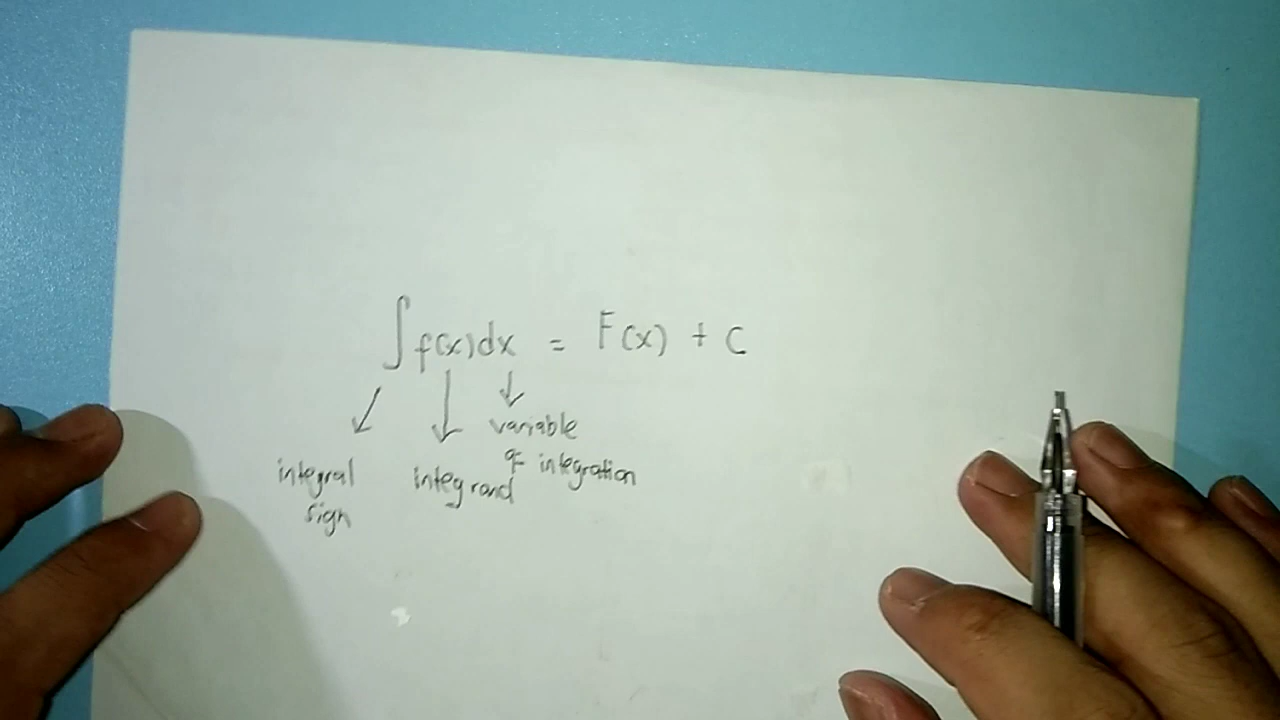 ∫f(x)dx = F(x) + C
variable
of integration
integral
sign
integrand